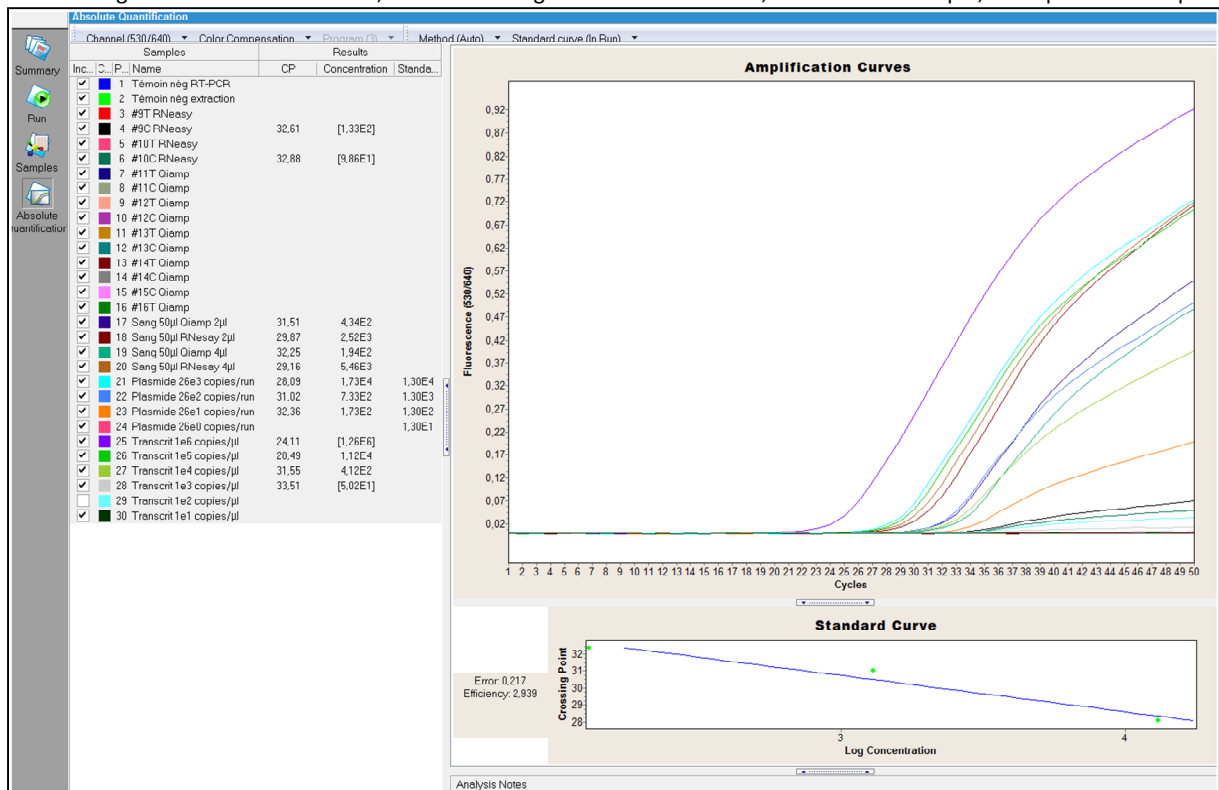 Absolute Quantification
Channel (530/640) Color Compensation Program (3) Method (Auto) Standard curve (In Run)
Summary
Run
Samples
Absolute
Samples Results
Inc... C.. P... Name CP Concentration Standa...
1 Témoin nég RT-PCR
2 Témoin nég extraction
3 #9T RNeasy
4 #9C RNeasy 32,61 [1,33E2]
5 #10T RNeasy
6 #10C RNeasy 32,88 [9,86E1]
7 #11T Qiamp
8 #11C Qiamp
9 #12T Qiamp
10 #12C Qiamp
11 #13T Qiamp
12 #13C Qiamp
13 #14T Qiamp
14 #14C Qiamp
15 #15C Qiamp
16 #16T Qiamp
17 Sang 50µl Qiamp 2µl 31,51 4,34E2
18 Sang 50µl RNesay 2µl 29,87 2,52E3
19 Sang 50µl Qiamp 4µl 32,25 1,94E2
20 Sang 50µl RNesay 4µl 29,16 5,46E3
21 Plasmide 26e3 copies/run 28,09 1,73E4 1,30E4
22 Plasmide 26e2 copies/run 31,02 7,33E2 1,30E3
23 Plasmide 26e1 copies/run 32,36 1,73E2 1,30E2
24 Plasmide 26e0 copies/run 1,30E1
25 Transcrit 1e6 copies/µl 24,11 [1,26E6]
26 Transcrit 1e5 copies/µl 1,12E4
27 Transcrit 1e4 copies/µl 31,55 4,12E2
28 Transcrit 1e3 copies/µl 33,51 [5,02E1]
29 Transcrit 1e2 copies/µl
30 Transcrit 1e1 copies/µl
Amplification Curves
Fluorescence (530/640)
0,92
0,87
0,82
0,77
0,72
0,67
0,62
0,57
0,52
0,47
0,42
0,37
0,32
0,27
0,22
0,17
0,12
0,07
0,02
1 2 3 4 5 6 7 8 9 10 11 12 13 14 15 16 17 18 19 20 21 22 23 24 25 26 27 28 29 30 31 32 33 34 35 36 37 38 39 40 41 42 43 44 45 46 47 48 49 50
Cycles
Standard Curve
Error: 0,217
Efficiency: 2,939
Crossing Point
32
31
30
29
28
3 4
Log Concentration
Analysis Notes